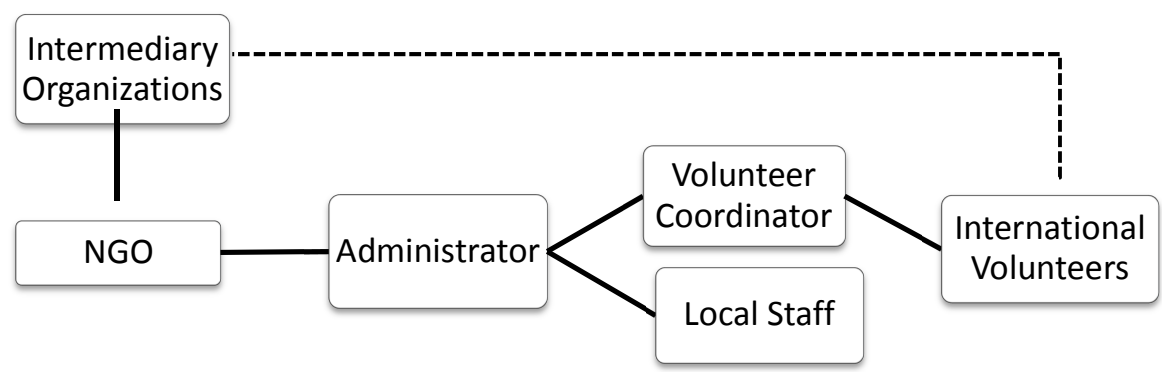 Intermediary
Organizations
NGO
Administrator
Volunteer
Coordinator
Local Staff
International
Volunteers